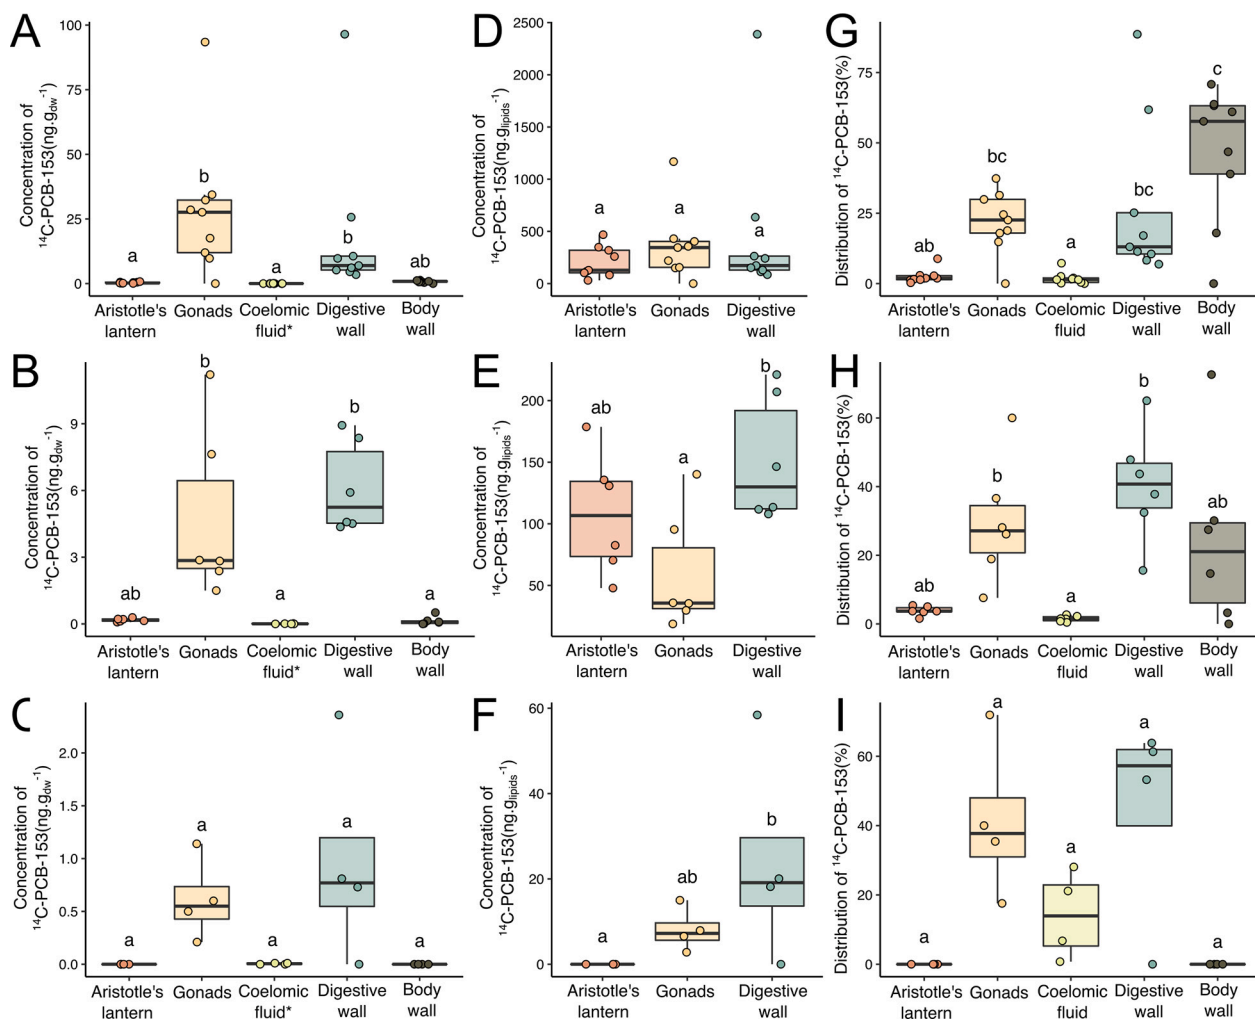 A
Concentration of
¹⁴C-PCB-153(ng.g_dw⁻¹)
100
75
50
25
0
a
b
a
b
ab
Aristotle's
lantern
Gonads
Coelomic
fluid*
Digestive
wall
Body
wall
D
Concentration of
¹⁴C-PCB-153(ng.g_lipids⁻¹)
2500
2000
1500
1000
500
0
a
a
a
Aristotle's
lantern
Gonads
Digestive
wall
G
Distribution of ¹⁴C-PCB-153(%)
75
50
25
0
ab
bc
a
bc
c
Aristotle's
lantern
Gonads
Coelomic
fluid
Digestive
wall
Body
wall
B
Concentration of
¹⁴C-PCB-153(ng.g_dw⁻¹)
9
6
3
0
ab
b
a
b
a
Aristotle's
lantern
Gonads
Coelomic
fluid*
Digestive
wall
Body
wall
E
Concentration of
¹⁴C-PCB-153(ng.g_lipids⁻¹)
200
150
100
50
ab
a
b
Aristotle's
lantern
Gonads
Digestive
wall
H
Distribution of ¹⁴C-PCB-153(%)
60
40
20
0
ab
b
a
b
ab
Aristotle's
lantern
Gonads
Coelomic
fluid
Digestive
wall
Body
wall
C
Concentration of
¹⁴C-PCB-153(ng.g_dw⁻¹)
2.0
1.5
1.0
0.5
0.0
a
a
a
a
a
Aristotle's
lantern
Gonads
Coelomic
fluid*
Digestive
wall
Body
wall
F
Concentration of
¹⁴C-PCB-153(ng.g_lipids⁻¹)
60
40
20
0
a
ab
b
Aristotle's
lantern
Gonads
Digestive
wall
I
Distribution of ¹⁴C-PCB-153(%)
60
40
20
0
a
a
a
a
a
Aristotle's
lantern
Gonads
Coelomic
fluid
Digestive
wall
Body
wall